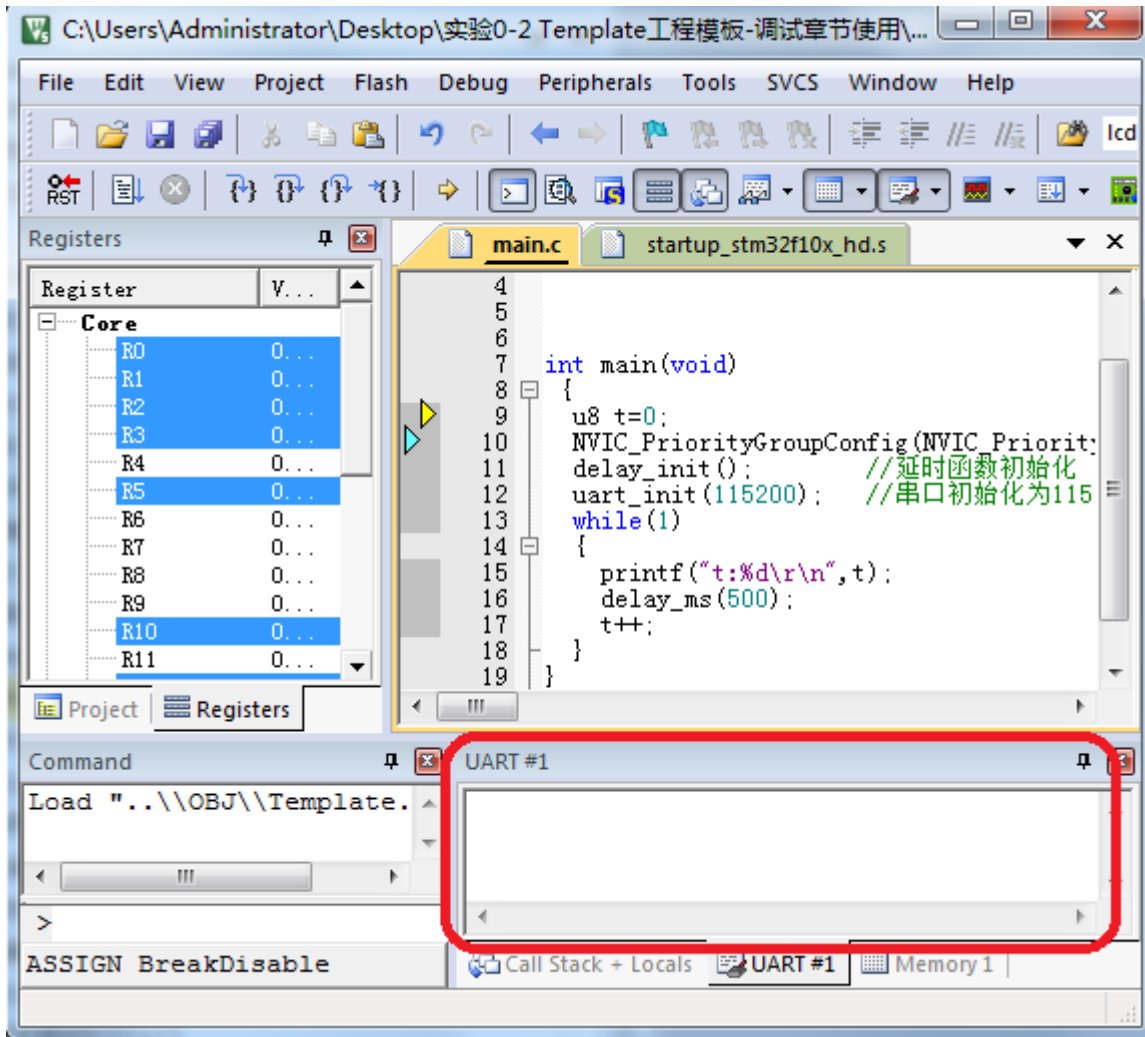 C:\Users\Administrator\Desktop\实验0-2 Template工程模板-调试章节使用\...
File Edit View Project Flash Debug Peripherals Tools SVCS Window Help
lcd
RST
Registers
main.c startup_stm32f10x_hd.s
Register V...
Core
R0 0...
R1 0...
R2 0...
R3 0...
R4 0...
R5 0...
R6 0...
R7 0...
R8 0...
R9 0...
R10 0...
R11 0...
4
5
6
7 int main(void)
8 {
9 u8 t=0;
10 NVIC_PriorityGroupConfig(NVIC_Priority
11 delay_init(); //延时函数初始化
12 uart_init(115200); //串口初始化为115
13 while(1)
14 {
15 printf("t:%d\r\n",t);
16 delay_ms(500);
17 t++;
18 }
19 }
Project Registers
Command
Load "..\\OBJ\\Template.
>
ASSIGN BreakDisable
UART #1
Call Stack + Locals UART #1 Memory 1